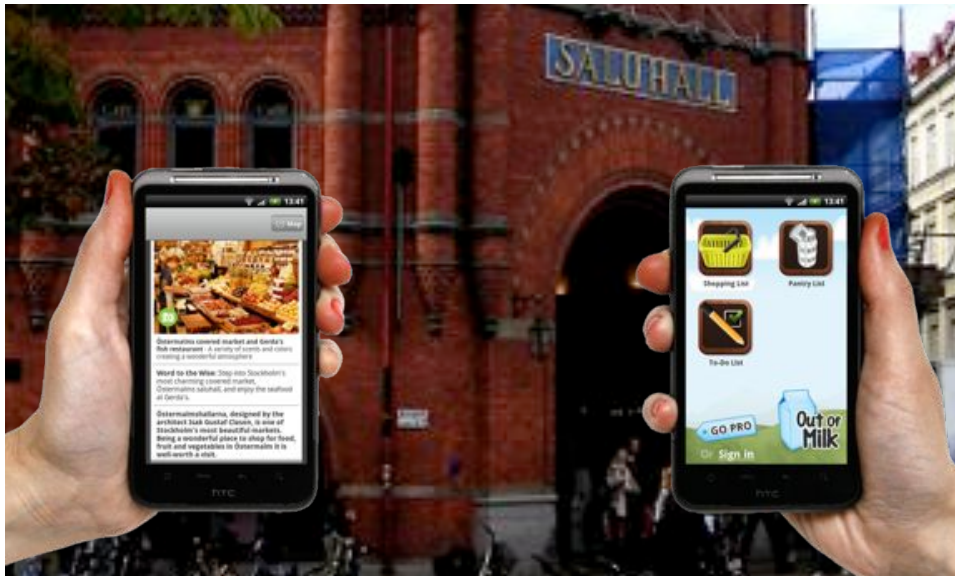 SALUHALL
Café
13:41
Map
Östermalms covered market and Gerda's
fish restaurant - A variety of scents and colors
creating a wonderful atmosphere
Word to the Wise: Step into Stockholm's
most charming covered market,
Östermalms saluhall, and enjoy the seafood
at Gerda's.
Östermalmshallarna, designed by the
architect Isak Gustaf Clason, is one of
Stockholm's most beautiful markets.
Being a wonderful place to shop for food,
fruit and vegetables in Östermalm it is
well-worth a visit.
hTC
13:41
Shopping List
Pantry List
To-Do List
GO PRO
Out of
Milk
Or Sign in
hTC